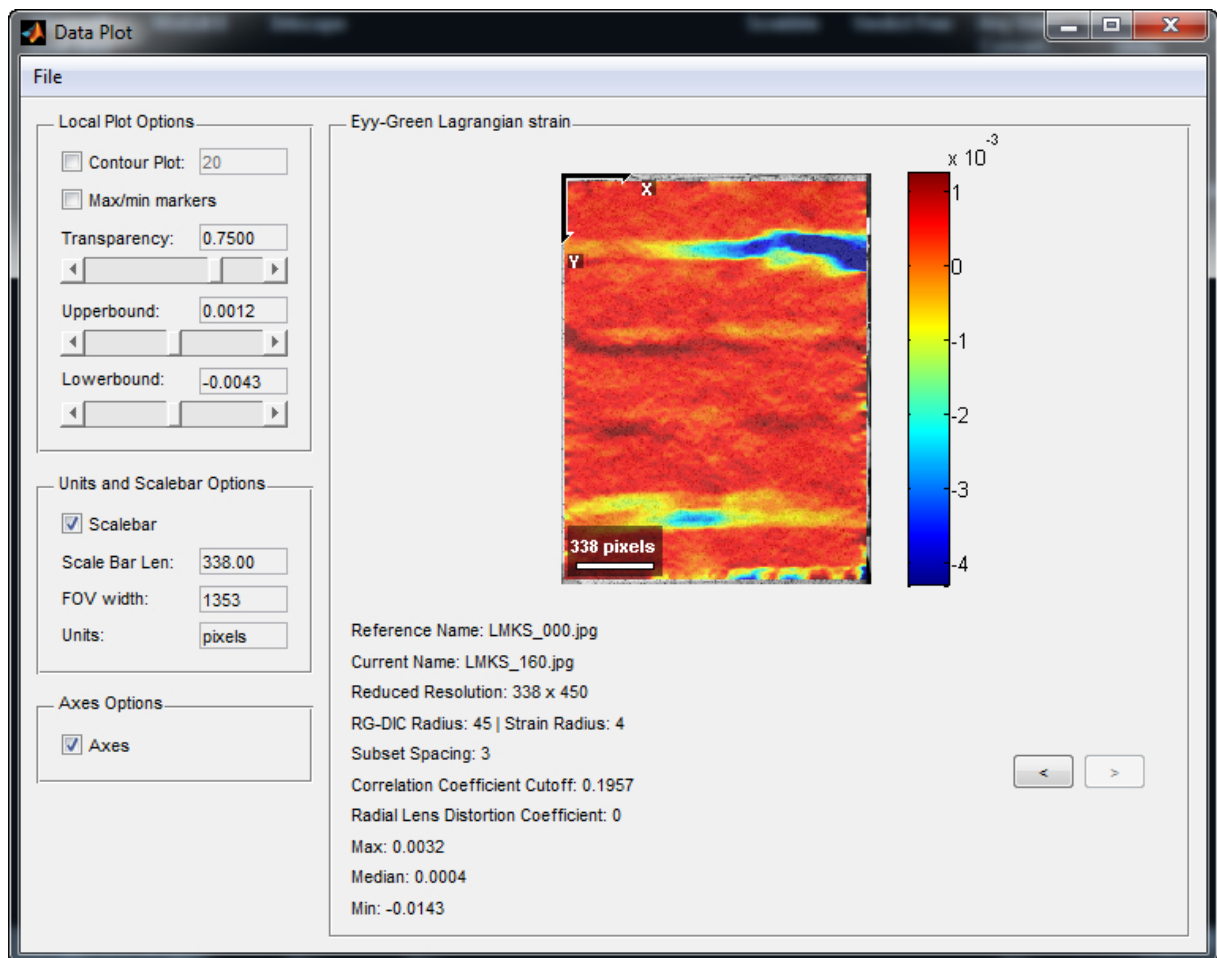 Data Plot
File
Local Plot Options
Contour Plot: 20
Max/min markers
Transparency: 0.7500
Upperbound: 0.0012
Lowerbound: -0.0043
Units and Scalebar Options
Scalebar
Scale Bar Len: 338.00
FOV width: 1353
Units: pixels
Axes Options
Axes
Eyy-Green Lagrangian strain
x 10-3
X
Y
338 pixels
1
0
-1
-2
-3
-4
Reference Name: LMKS_000.jpg
Current Name: LMKS_160.jpg
Reduced Resolution: 338 x 450
RG-DIC Radius: 45 | Strain Radius: 4
Subset Spacing: 3
Correlation Coefficient Cutoff: 0.1957
Radial Lens Distortion Coefficient: 0
Max: 0.0032
Median: 0.0004
Min: -0.0143
< >